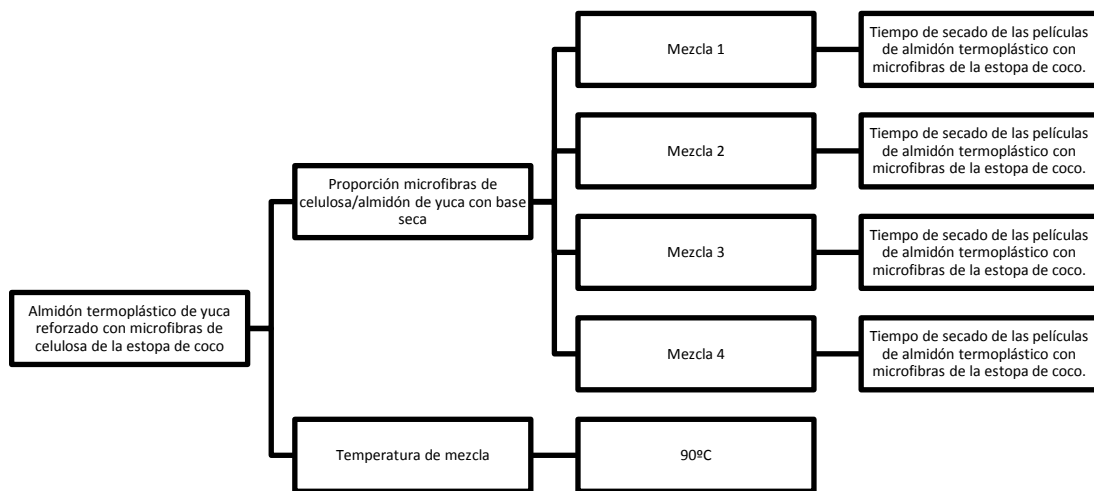 Almidón termoplástico de yuca
reforzado con microfibras de
celulosa de la estopa de coco
Proporción microfibras de
celulosa/almidón de yuca con base
seca
Mezcla 1
Tiempo de secado de las películas
de almidón termoplástico con
microfibras de la estopa de coco.
Mezcla 2
Tiempo de secado de las películas
de almidón termoplástico con
microfibras de la estopa de coco.
Mezcla 3
Tiempo de secado de las películas
de almidón termoplástico con
microfibras de la estopa de coco.
Mezcla 4
Tiempo de secado de las películas
de almidón termoplástico con
microfibras de la estopa de coco.
Temperatura de mezcla
90ºC